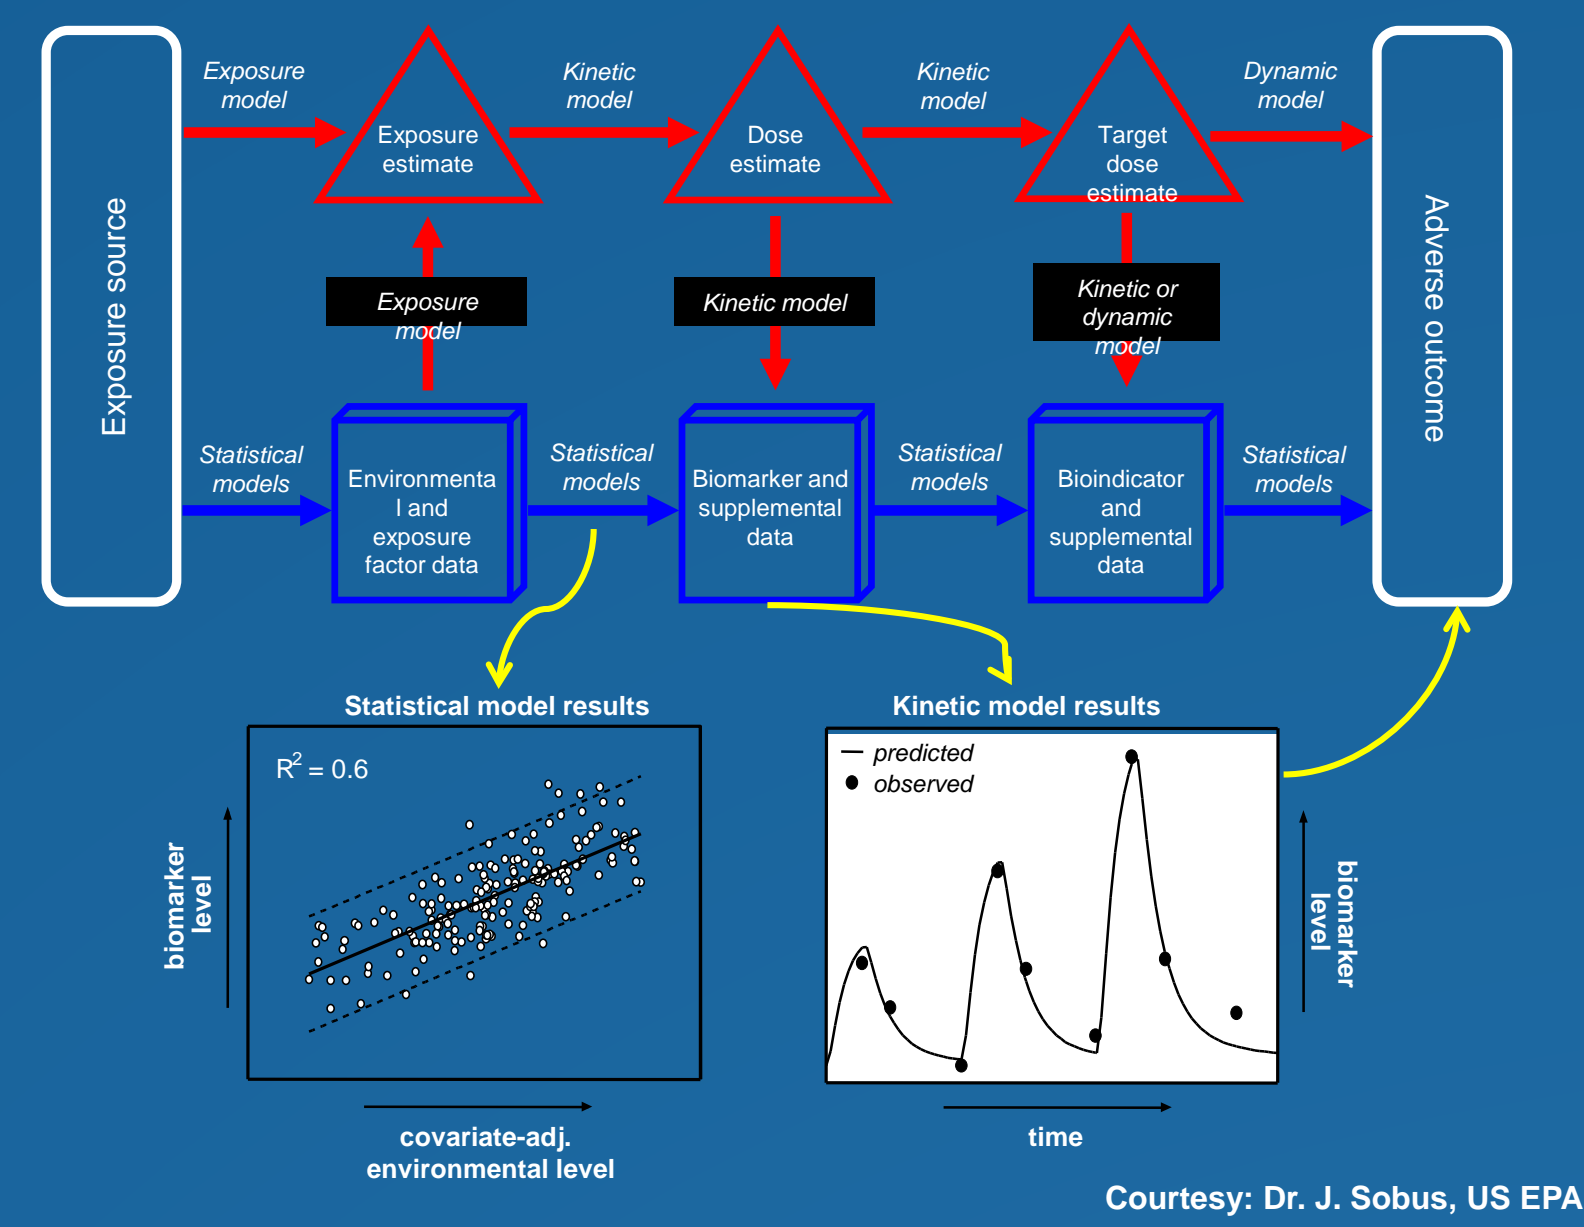 Exposure source
Exposure
model
Exposure
estimate
Kinetic
model
Dose
estimate
Kinetic
model
Target
dose
estimate
Dynamic
model
Adverse outcome
Exposure
model
Kinetic model
Kinetic or
dynamic
model
Statistical
models
Environmenta
l and
exposure
factor data
Statistical
models
Biomarker and
supplemental
data
Statistical
models
Bioindicator
and
supplemental
data
Statistical
models
Statistical model results
R² = 0.6
biomarker
level
covariate-adj.
environmental level
Kinetic model results
predicted
observed
biomarker
level
time
Courtesy: Dr. J. Sobus, US EPA